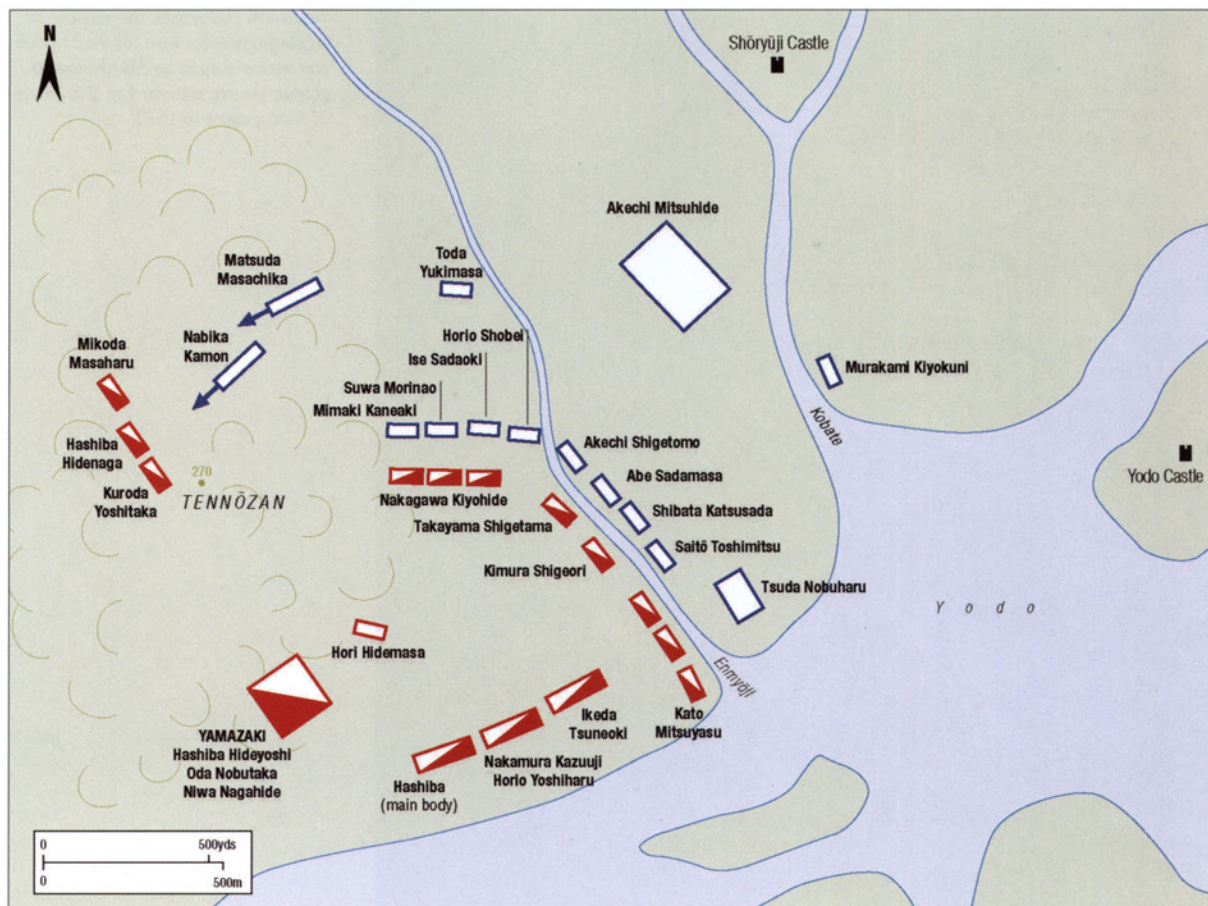 N
Shōryūji Castle
Akechi Mitsuhide
Matsuda
Masachika
Toda
Yukimasa
Nabika
Kamon
Horio Shobei
Ise Sadaoki
Mikoda
Masaharu
Murakami Kiyokuni
Suwa Morinao
Mimaki Kaneaki
Kobate
Akechi Shigetomo
Hashiba
Hidenaga
Abe Sadamasa
Yodo Castle
270
TENNŌZAN
Kuroda
Yoshitaka
Nakagawa Kiyohide
Takayama Shigetama
Shibata Katsusada
Saitō Toshimitsu
Kimura Shigeori
Tsuda Nobuharu
Yodo
Hori Hidemasa
Enmyōji
Ikeda
Tsuneoki
Kato
Mitsuyasu
YAMAZAKI
Hashiba Hideyoshi
Oda Nobutaka
Niwa Nagahide
Nakamura Kazuuji
Horio Yoshiharu
Hashiba
(main body)
0 500yds
0 500m